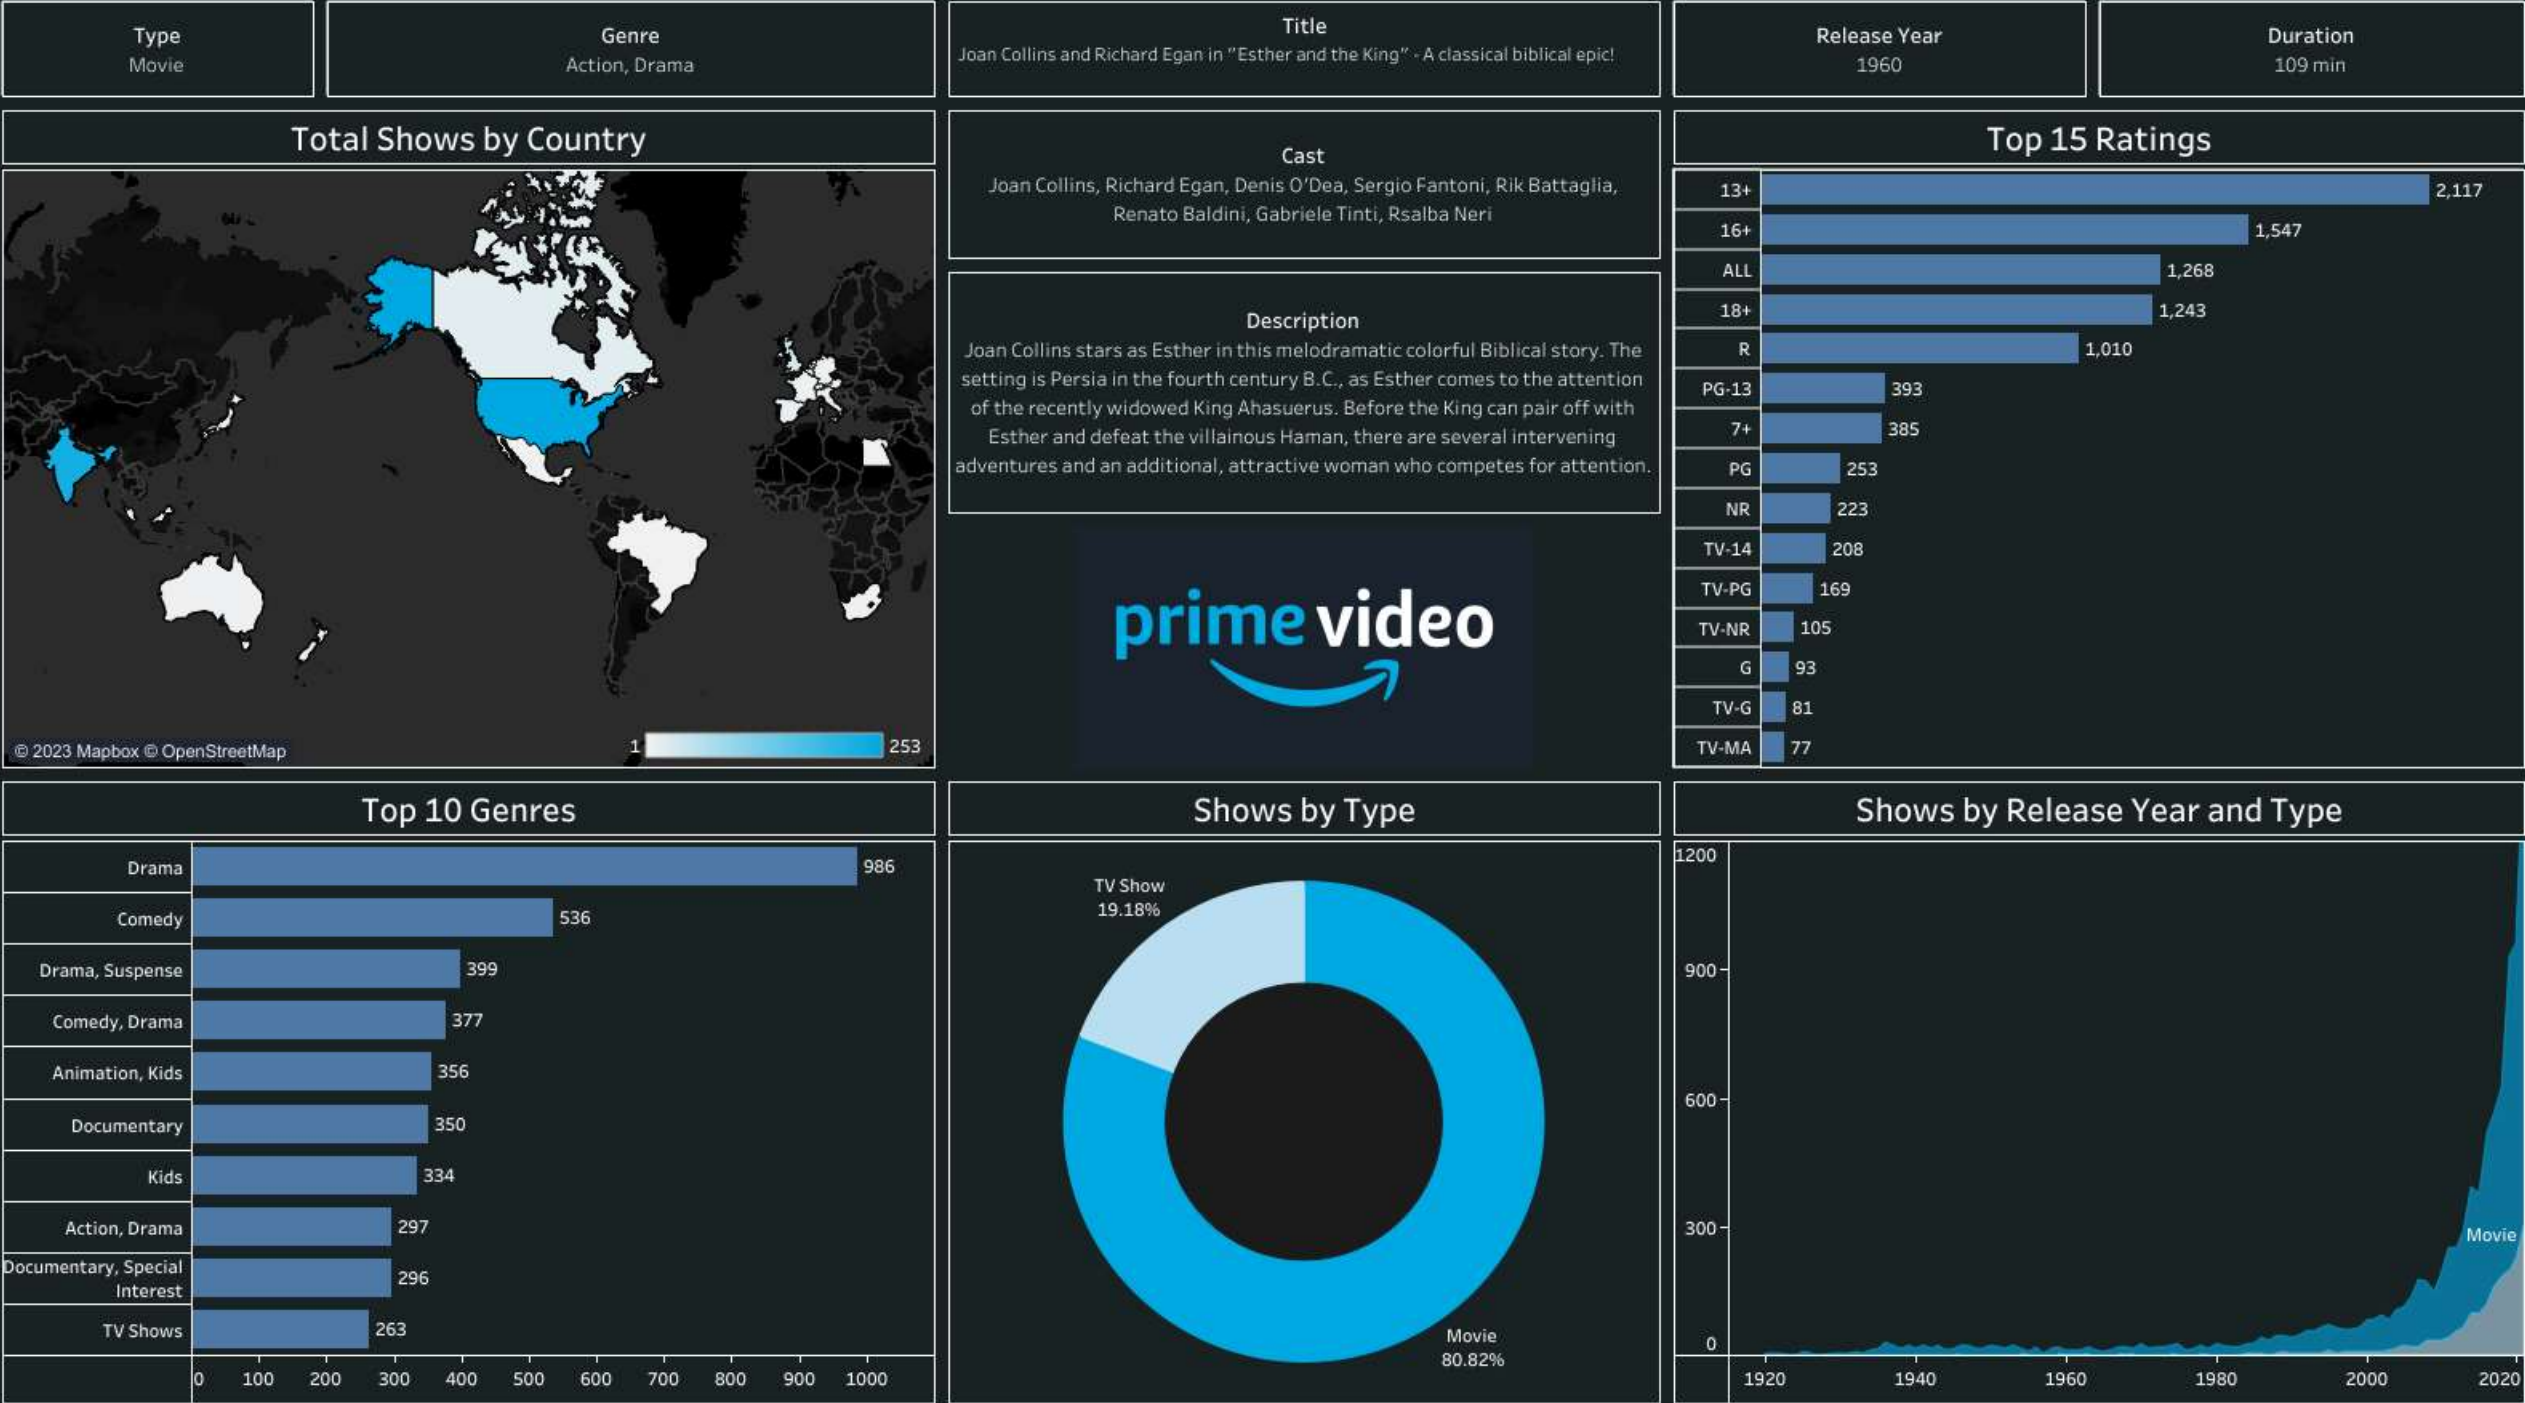 Type
Movie
Genre
Action, Drama
Title
Joan Collins and Richard Egan in "Esther and the King" - A classical biblical epic!
Release Year
1960
Duration
109 min
Total Shows by Country
© 2023 Mapbox © OpenStreetMap
1
253
Cast
Joan Collins, Richard Egan, Denis O'Dea, Sergio Fantoni, Rik Battaglia,
Renato Baldini, Gabriele Tinti, Rsalba Neri
Description
Joan Collins stars as Esther in this melodramatic colorful Biblical story. The
setting is Persia in the fourth century B.C., as Esther comes to the attention
of the recently widowed King Ahasuerus. Before the King can pair off with
Esther and defeat the villainous Haman, there are several intervening
adventures and an additional, attractive woman who competes for attention.
prime video
Top 15 Ratings
13+ 2,117
16+ 1,547
ALL 1,268
18+ 1,243
R 1,010
PG-13 393
7+ 385
PG 253
NR 223
TV-14 208
TV-PG 169
TV-NR 105
G 93
TV-G 81
TV-MA 77
Top 10 Genres
Drama 986
Comedy 536
Drama, Suspense 399
Comedy, Drama 377
Animation, Kids 356
Documentary 350
Kids 334
Action, Drama 297
Documentary, Special
Interest 296
TV Shows 263
0 100 200 300 400 500 600 700 800 900 1000
Shows by Type
TV Show
19.18%
Movie
80.82%
Shows by Release Year and Type
1200
900
600
300
Movie
0
1920 1940 1960 1980 2000 2020